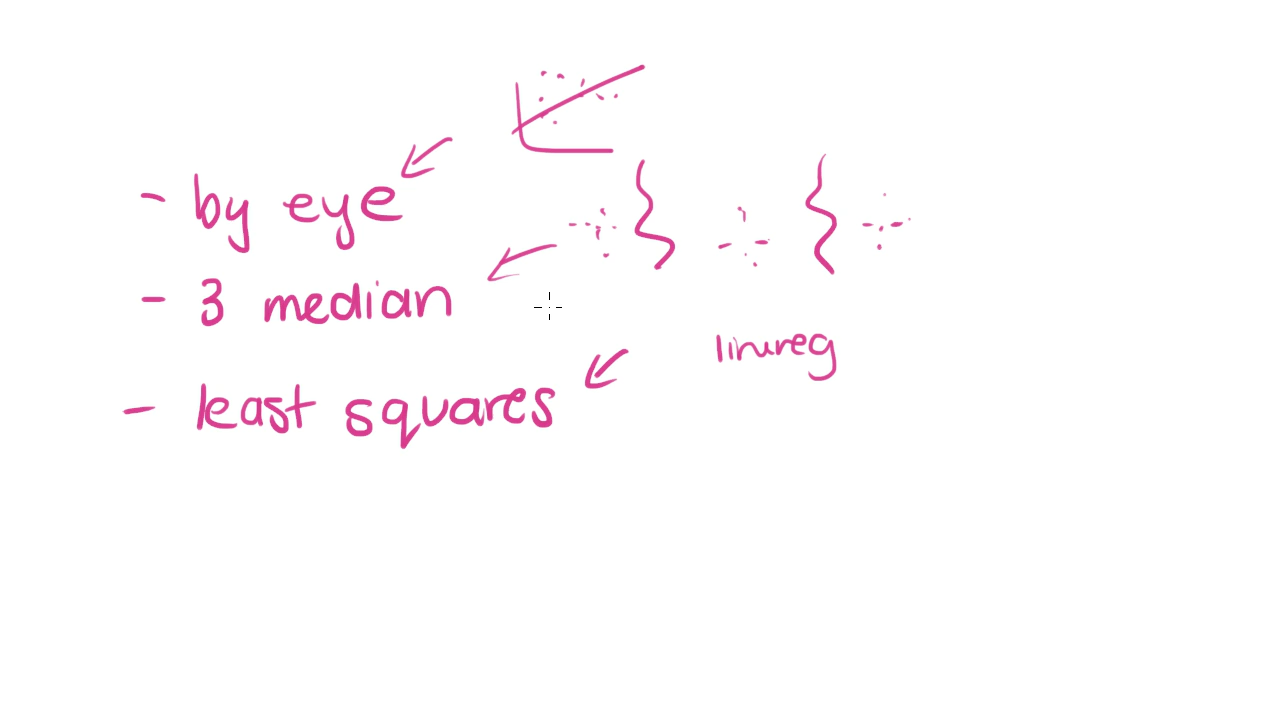 - by eye
- 3 median
linreg
- least squares